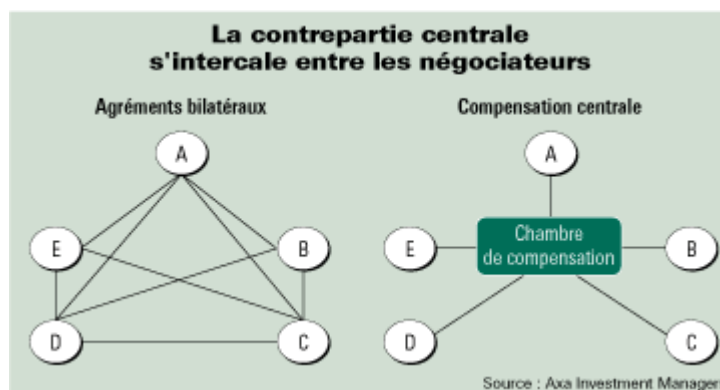 La contrepartie centrale
s'intercale entre les négociateurs
Agréments bilatéraux
Compensation centrale
A
E
B
D
C
A
E
Chambre
de compensation
B
D
C
Source : Axa Investment Manager